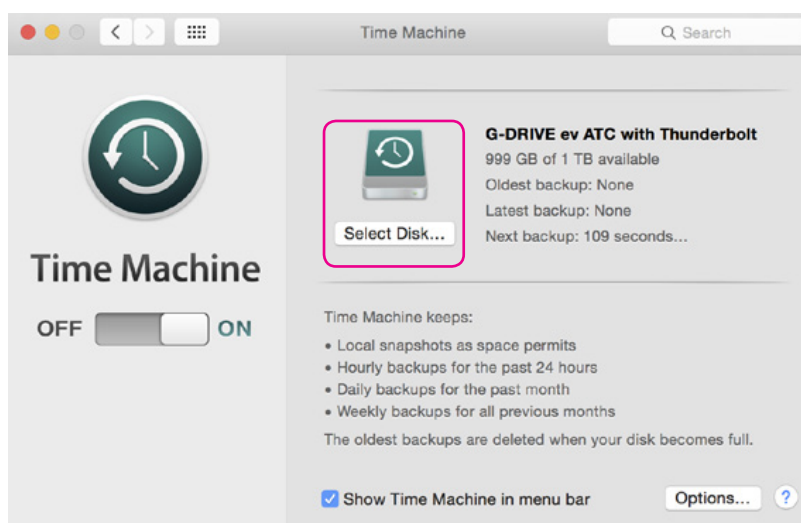 Time Machine
Search
Time Machine
OFF
ON
Select Disk...
G-DRIVE ev ATC with Thunderbolt
999 GB of 1 TB available
Oldest backup: None
Latest backup: None
Next backup: 109 seconds...
Time Machine keeps:
• Local snapshots as space permits
• Hourly backups for the past 24 hours
• Daily backups for the past month
• Weekly backups for all previous months
The oldest backups are deleted when your disk becomes full.
Show Time Machine in menu bar
Options...
?